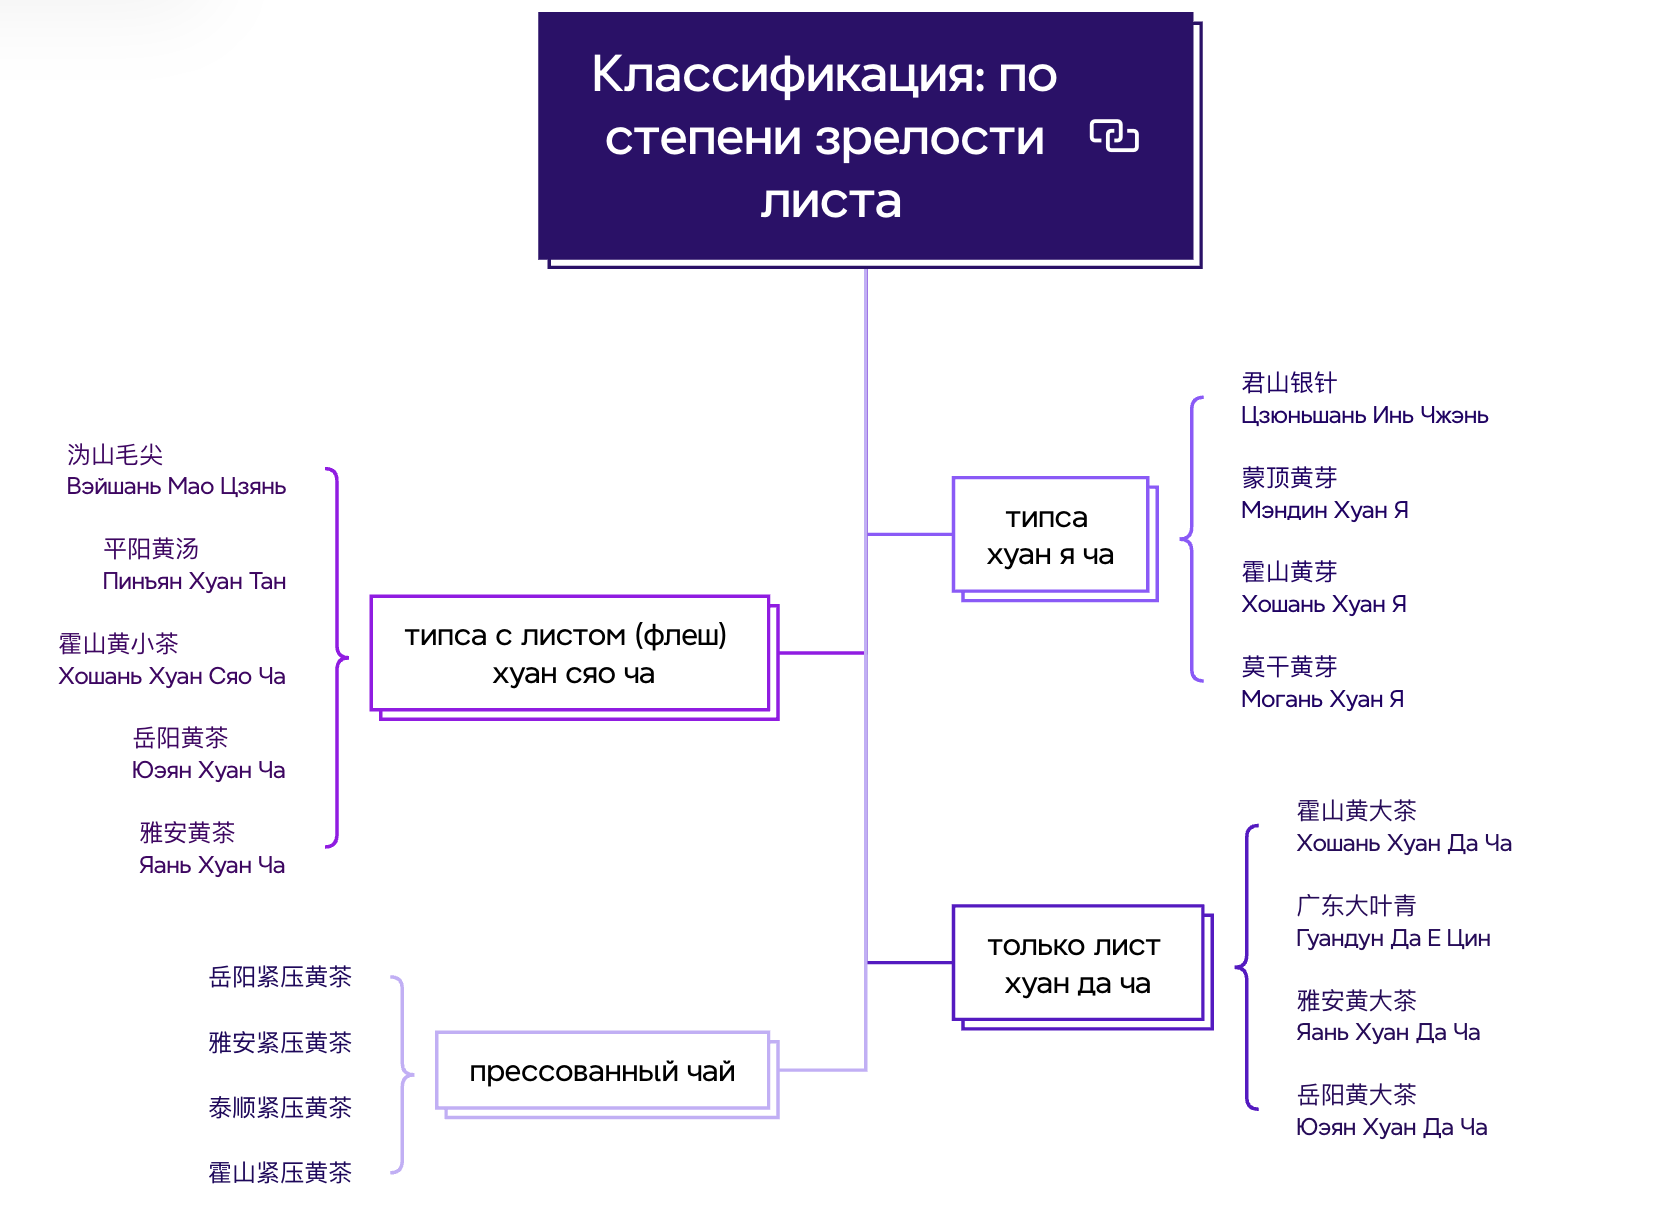 Классификация: по
степени зрелости
листа
типса
хуан я ча
君山银针
Цзюньшань Инь Чжэнь
蒙顶黄芽
Мэндин Хуан Я
霍山黄芽
Хошань Хуан Я
莫干黄芽
Могань Хуан Я
типса с листом (флеш)
хуан сяо ча
沩山毛尖
Вэйшань Мао Цзянь
平阳黄汤
Пинъян Хуан Тан
霍山黄小茶
Хошань Хуан Сяо Ча
岳阳黄茶
Юэян Хуан Ча
雅安黄茶
Яань Хуан Ча
только лист
хуан да ча
霍山黄大茶
Хошань Хуан Да Ча
广东大叶青
Гуандун Да Е Цин
雅安黄大茶
Яань Хуан Да Ча
岳阳黄大茶
Юэян Хуан Да Ча
прессованный чай
岳阳紧压黄茶
雅安紧压黄茶
泰顺紧压黄茶
霍山紧压黄茶